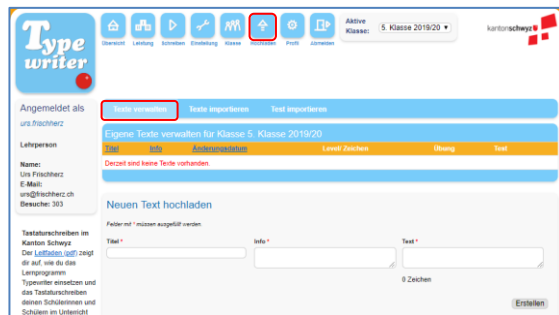 Type
writer
Übersicht
Leistung
Schreiben
Einstellung
Klasse
Hochladen
Profil
Abmelden
Aktive
Klasse:
5. Klasse 2019/20
kantonschwyz
Angemeldet als
urs.frischherz
Lehrperson
Name:
Urs Frischherz
E-Mail:
urs@frischherz.ch
Besuche: 303
Tastaturschreiben im
Kanton Schwyz
Der Leitfaden (pdf) zeigt
dir auf, wie du das
Lernprogramm
Typewriter einsetzen und
das Tastaturschreiben
deinen Schülerinnen und
Schülern im Unterricht
Texte verwalten
Texte importieren
Test importieren
Eigene Texte verwalten für Klasse 5. Klasse 2019/20
Titel Info Änderungsdatum Level/ Zeichen Übung Test
Derzeit sind keine Texte vorhanden.
Neuen Text hochladen
Felder mit * müssen ausgefüllt werden.
Titel * Info * Text *
0 Zeichen
Erstellen